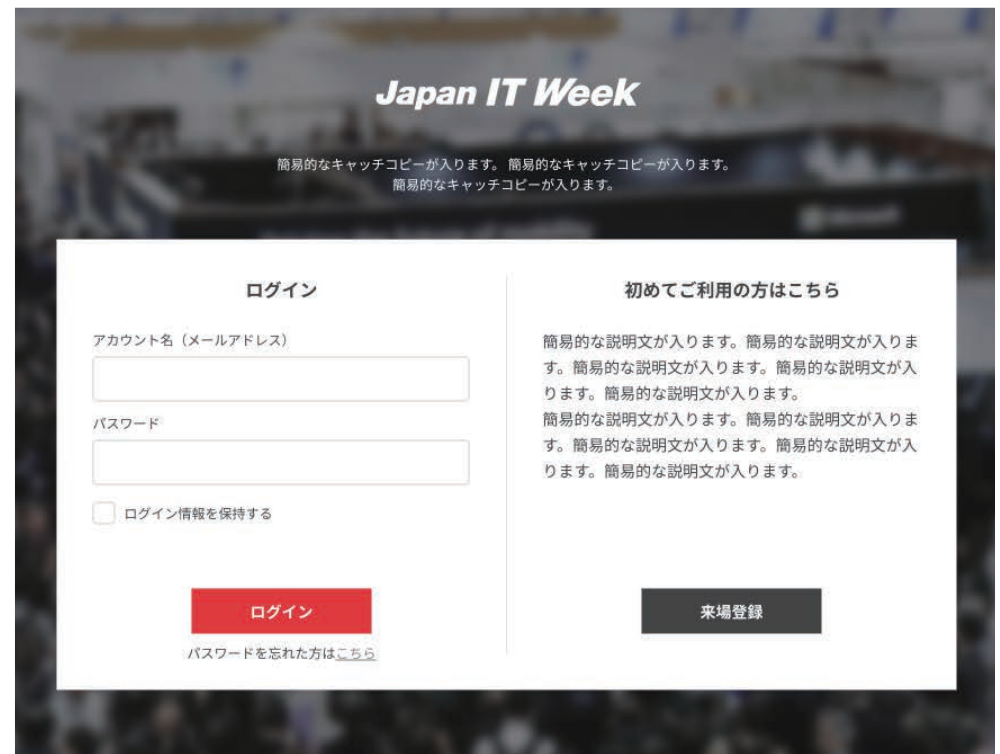 Japan IT Week
簡易的なキャッチコピーが入ります。 簡易的なキャッチコピーが入ります。
簡易的なキャッチコピーが入ります。
ログイン
アカウント名（メールアドレス）
パスワード
ログイン情報を保持する
ログイン
パスワードを忘れた方はこちら
初めてご利用の方はこちら
簡易的な説明文が入ります。簡易的な説明文が入りま
す。簡易的な説明文が入ります。簡易的な説明文が入
ります。簡易的な説明文が入ります。
簡易的な説明文が入ります。簡易的な説明文が入りま
す。簡易的な説明文が入ります。簡易的な説明文が入
ります。簡易的な説明文が入ります。
来場登録